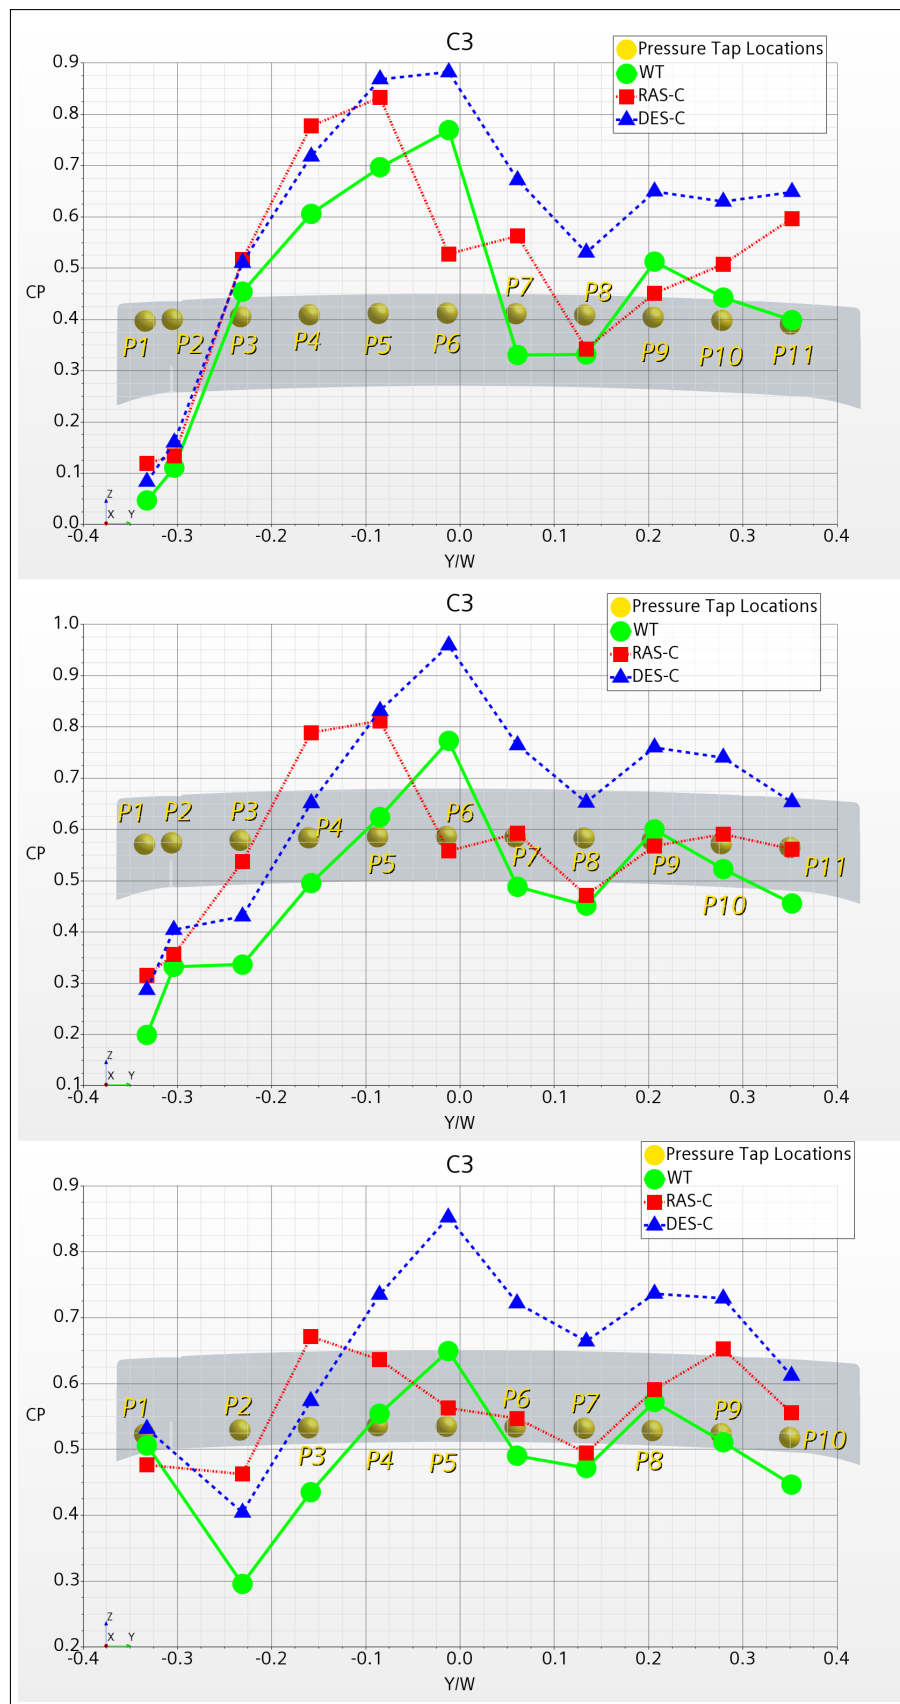 C3
Pressure Tap Locations
WT
RAS-C
DES-C
0.9
0.8
0.7
0.6
0.5
CP
0.4
0.3
0.2
0.1
0.0
P1 P2 P3 P4 P5 P6 P7 P8 P9 P10 P11
Z
X Y
-0.4 -0.3 -0.2 -0.1 0.0 0.1 0.2 0.3 0.4
Y/W
C3
Pressure Tap Locations
WT
RAS-C
DES-C
1.0
0.9
0.8
0.7
0.6
CP
0.5
0.4
0.3
0.2
0.1
P1 P2 P3 P4 P5 P6 P7 P8 P9 P10 P11
Z
X Y
-0.4 -0.3 -0.2 -0.1 0.0 0.1 0.2 0.3 0.4
Y/W
C3
Pressure Tap Locations
WT
RAS-C
DES-C
0.9
0.8
0.7
0.6
CP
0.5
0.4
0.3
0.2
P1 P2 P3 P4 P5 P6 P7 P8 P9 P10
Z
X Y
-0.4 -0.3 -0.2 -0.1 0.0 0.1 0.2 0.3 0.4
Y/W